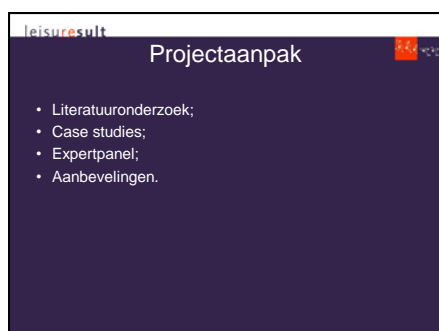 leisuresult
Projectaanpak
• Literatuuronderzoek;
• Case studies;
• Expertpanel;
• Aanbevelingen.